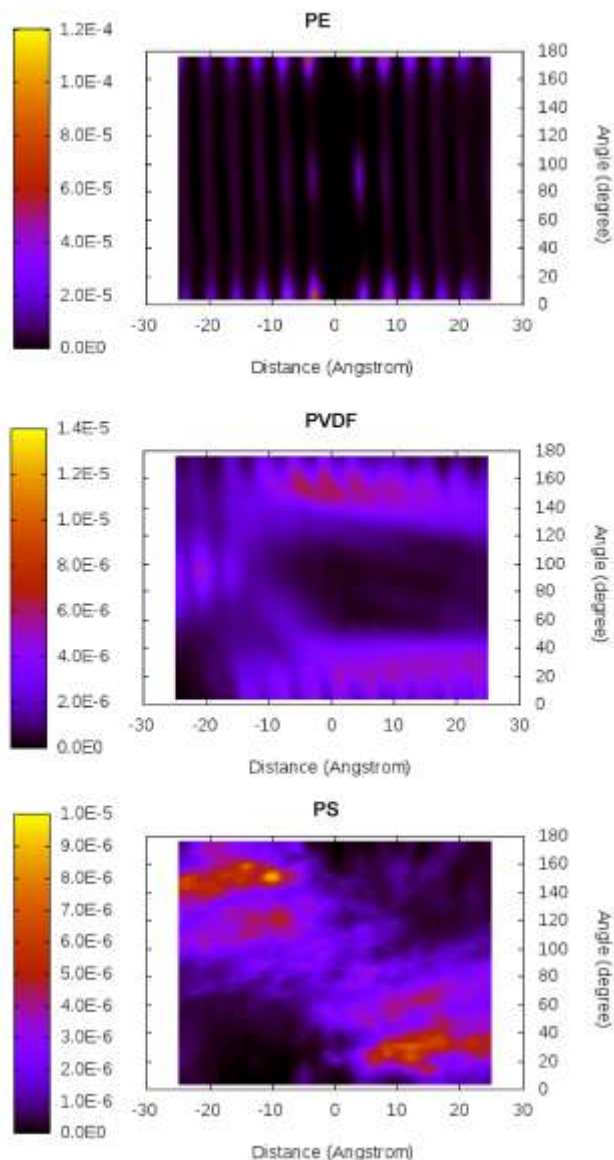 PE
1.2E-4
1.0E-4
8.0E-5
6.0E-5
4.0E-5
2.0E-5
0.0E0
180
160
140
120
100
80
60
40
20
0
Angle (degree)
-30 -20 -10 0 10 20 30
Distance (Angstrom)
PVDF
1.4E-5
1.2E-5
1.0E-5
8.0E-6
6.0E-6
4.0E-6
2.0E-6
0.0E0
180
160
140
120
100
80
60
40
20
0
Angle (degree)
-30 -20 -10 0 10 20 30
Distance (Angstrom)
PS
1.0E-5
9.0E-6
8.0E-6
7.0E-6
6.0E-6
5.0E-6
4.0E-6
3.0E-6
2.0E-6
1.0E-6
0.0E0
180
160
140
120
100
80
60
40
20
0
Angle (degree)
-30 -20 -10 0 10 20 30
Distance (Angstrom)